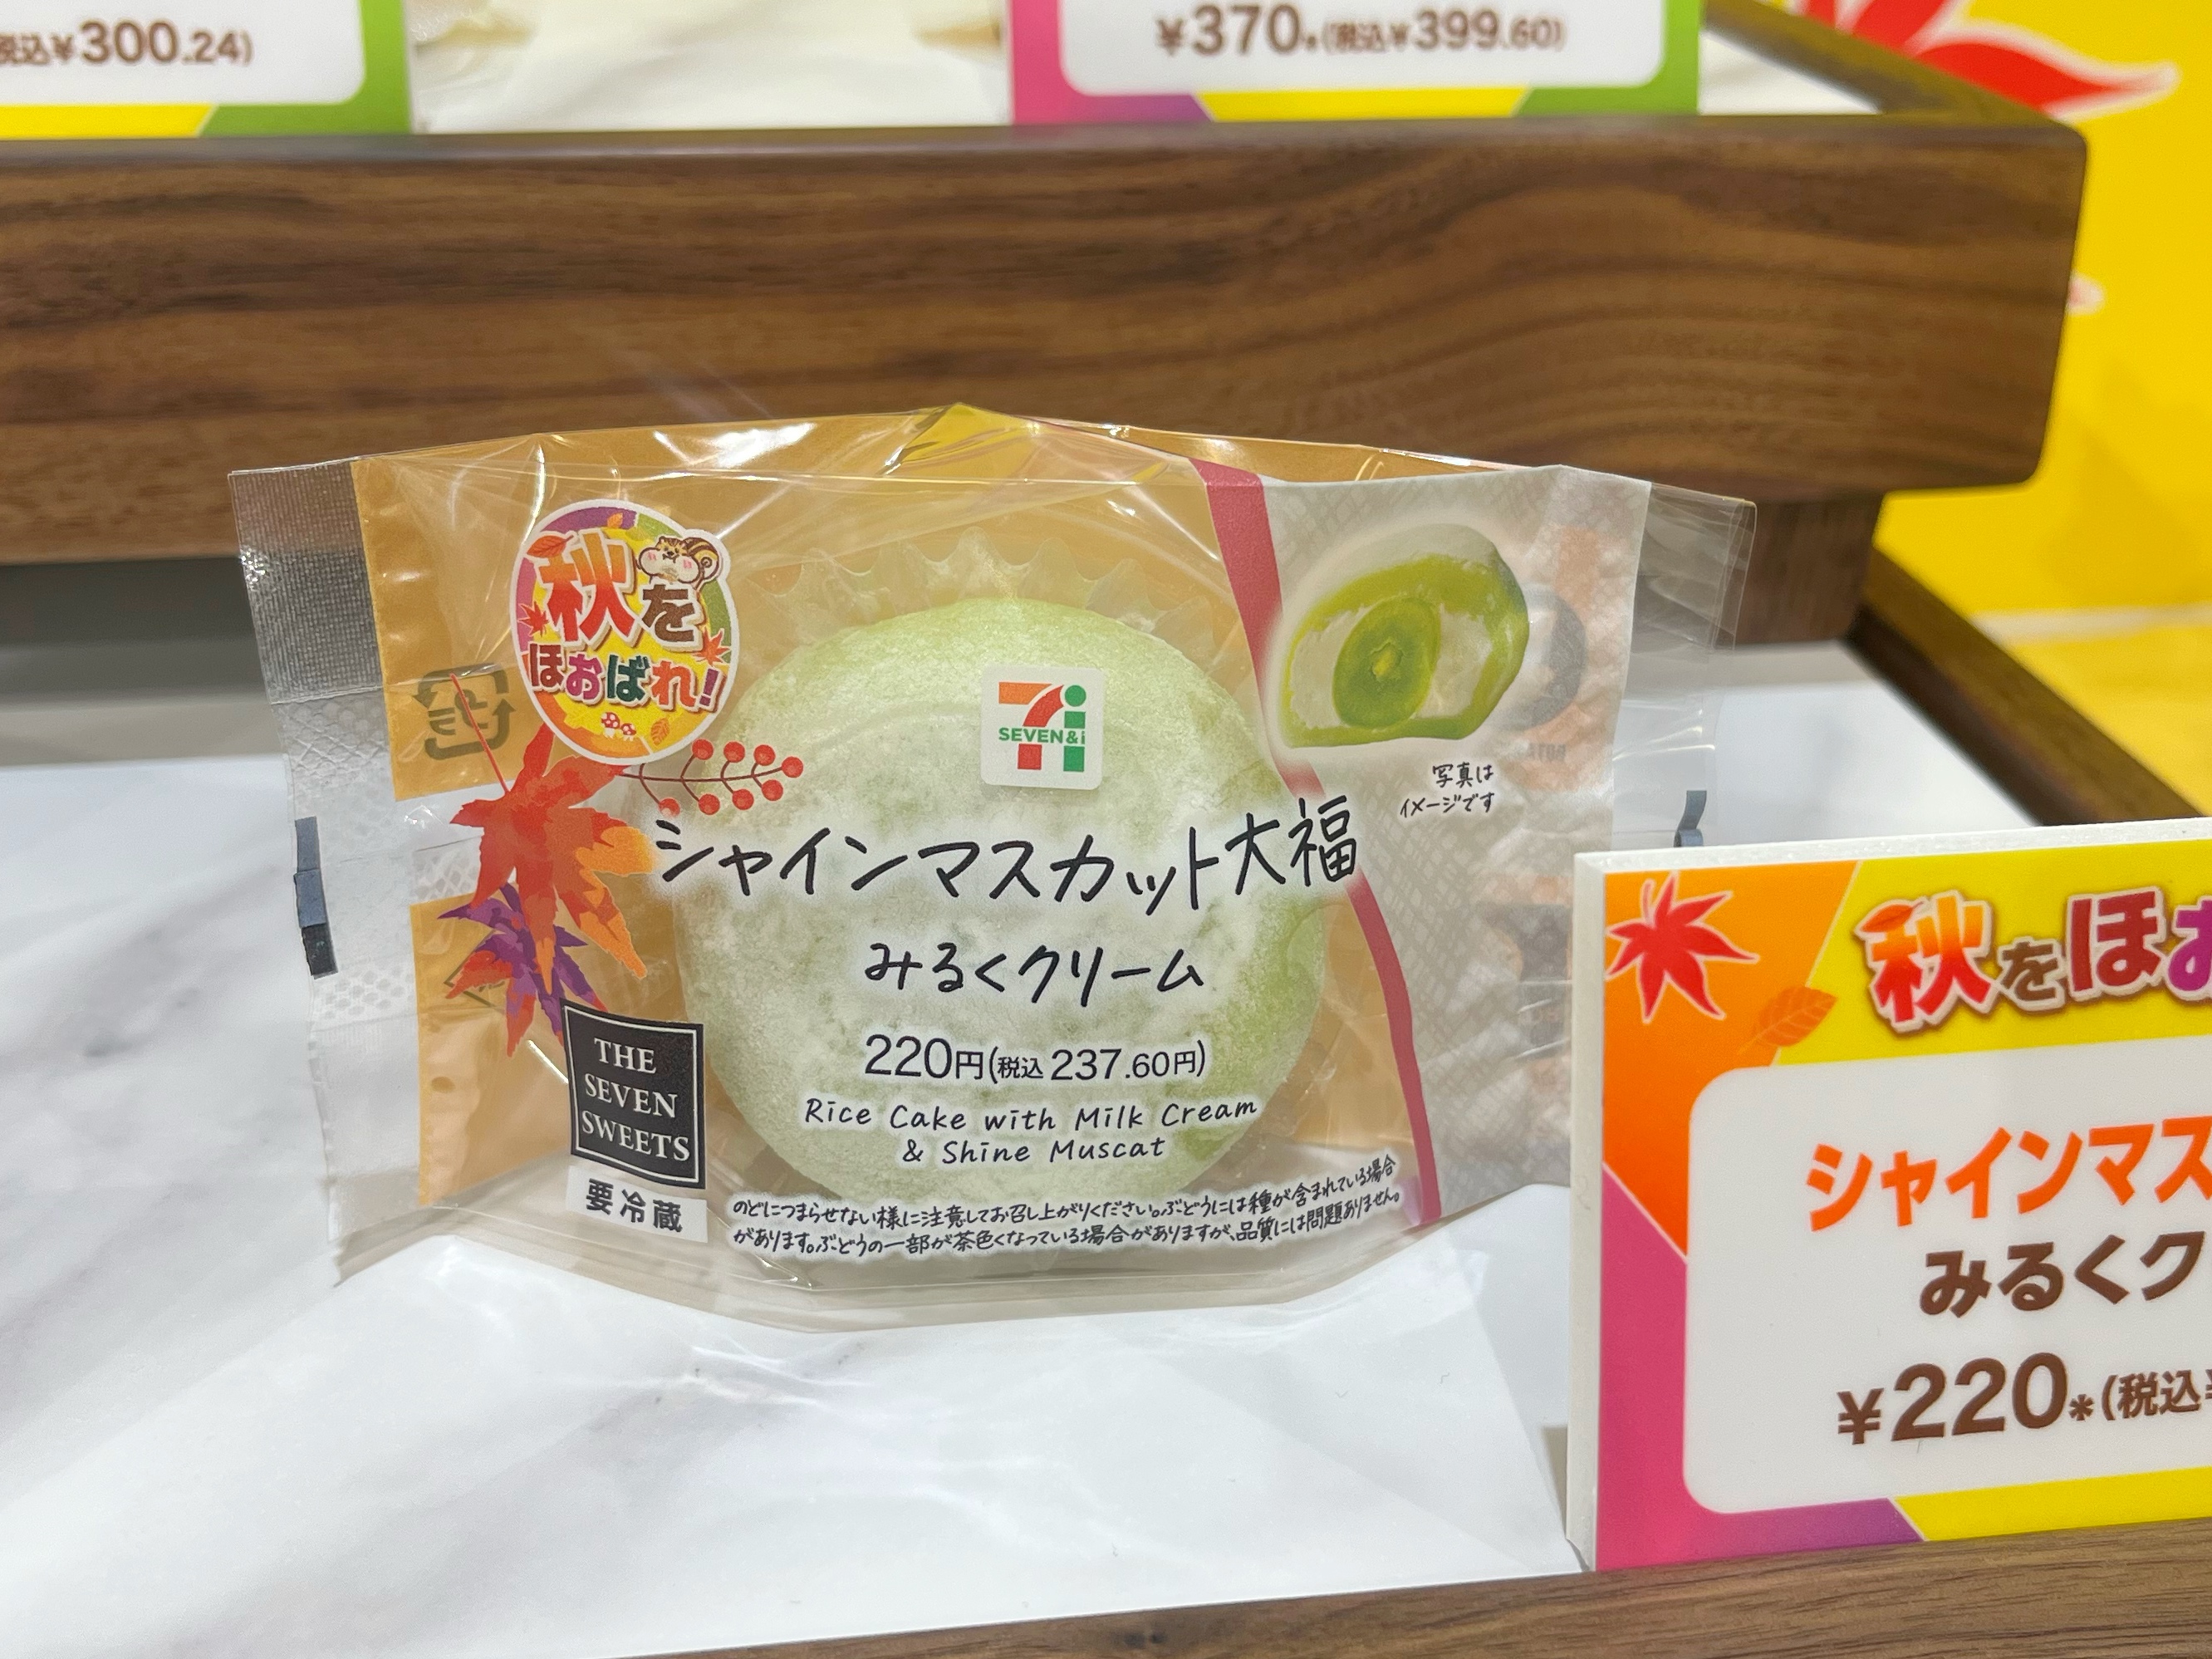 税込¥300.24)
¥370*(税込¥399.60)
秋を
ほおばれ!
7i
SEVEN&i
写真は
イメージです
シャインマスカット大福
みるくクリーム
220円(税込 237.60円)
Rice Cake with Milk Cream
& Shine Muscat
THE
SEVEN
SWEETS
要冷蔵
のどにつまらせない様に注意してお召し上がりください。ぶどうには種が含まれている場合
があります。ぶどうの一部が茶色くなっている場合がありますが、品質には問題ありません。
秋をほお
シャインマス
みるくク
¥220*(税込¥